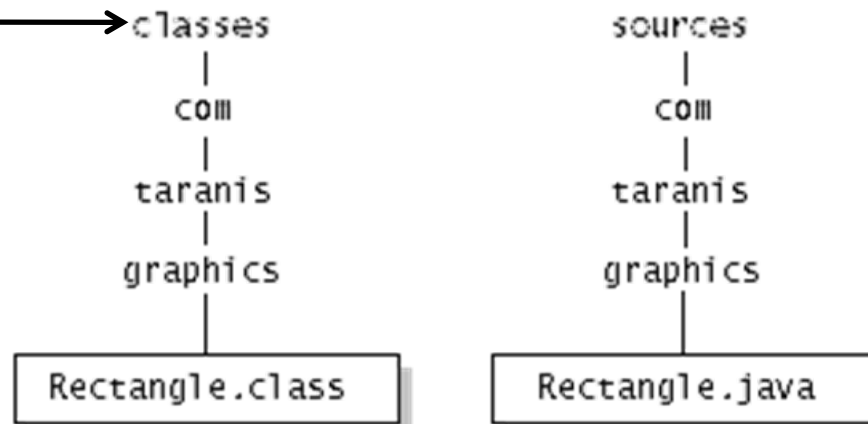 classes sources
com com
taranis taranis
graphics graphics
Rectangle.class Rectangle.java